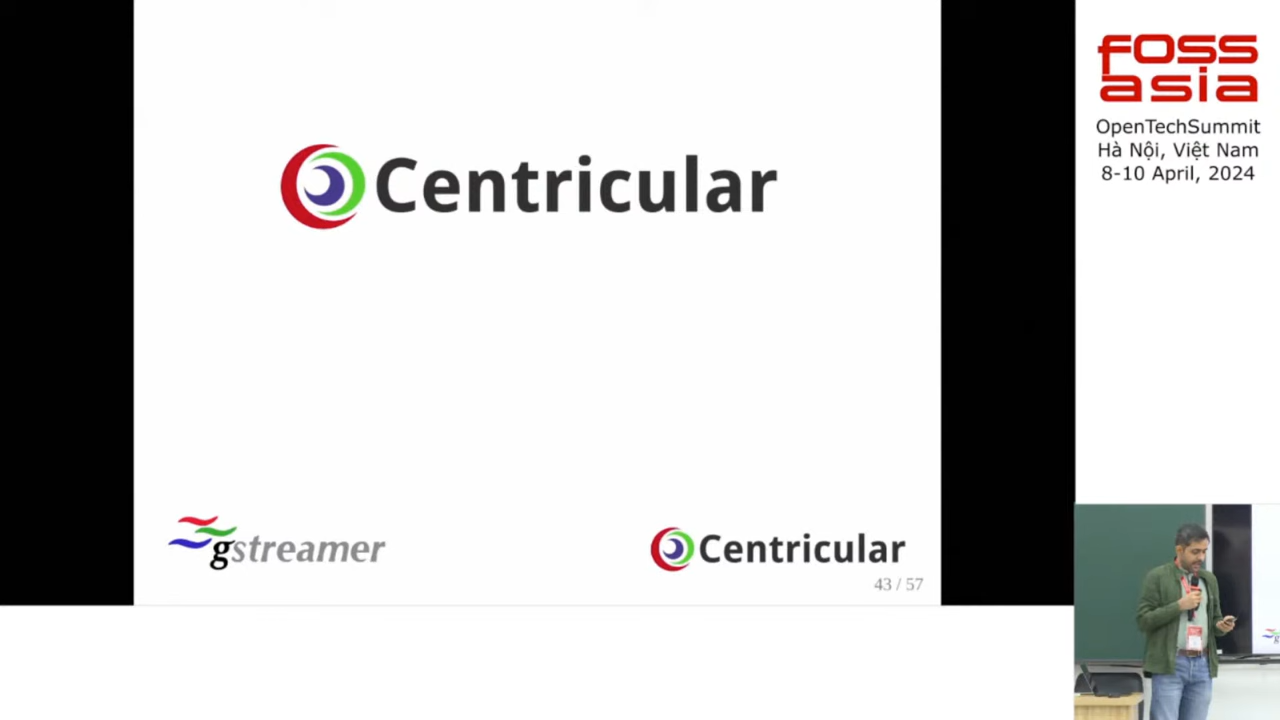 Centricular
gstreamer
Centricular
43 / 57
FOSS
asia
OpenTechSummit
Hà Nội, Việt Nam
8-10 April, 2024